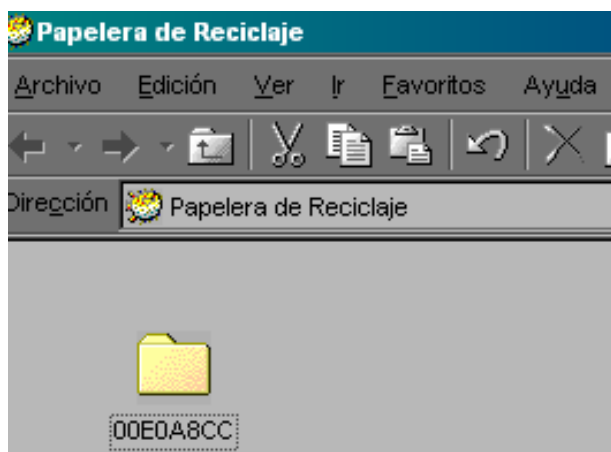 Papelera de Reciclaje
Archivo Edición Ver Ir Favoritos Ayuda
Dirección Papelera de Reciclaje
00E0A8CC